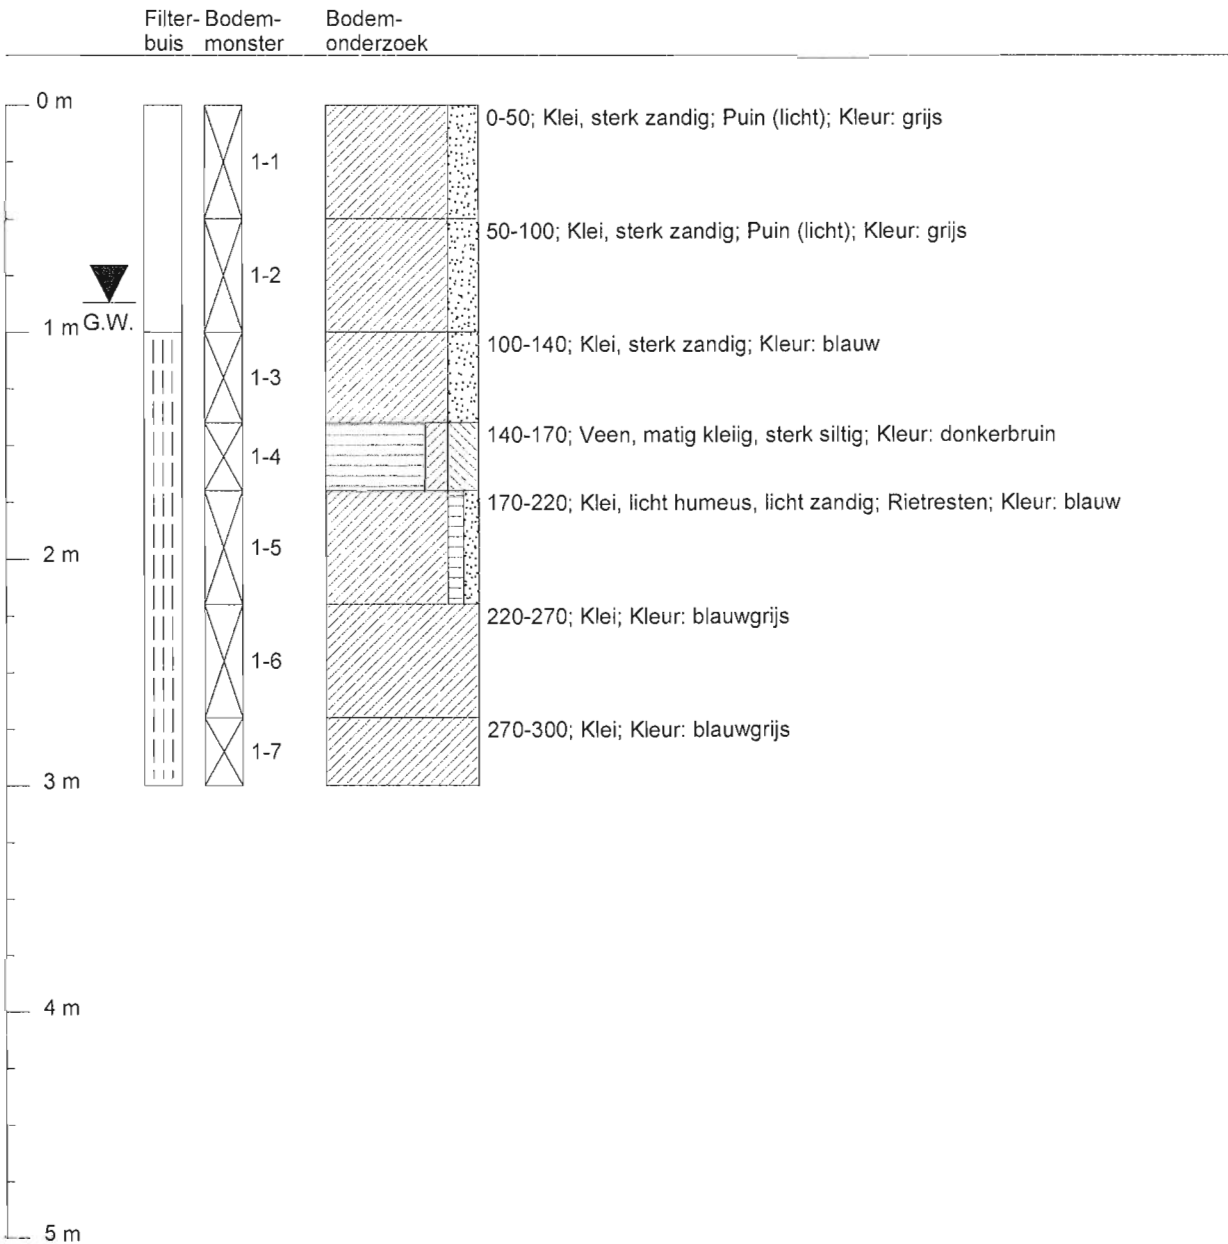 Filter- Bodem- Bodem-
buis monster onderzoek
0 m
0-50; Klei, sterk zandig; Puin (licht); Kleur: grijs
1-1
50-100; Klei, sterk zandig; Puin (licht); Kleur: grijs
1-2
G.W.
1 m
100-140; Klei, sterk zandig; Kleur: blauw
1-3
140-170; Veen, matig kleiig, sterk siltig; Kleur: donkerbruin
1-4
170-220; Klei, licht humeus, licht zandig; Rietresten; Kleur: blauw
1-5
2 m
220-270; Klei; Kleur: blauwgrijs
1-6
270-300; Klei; Kleur: blauwgrijs
1-7
3 m
4 m
5 m